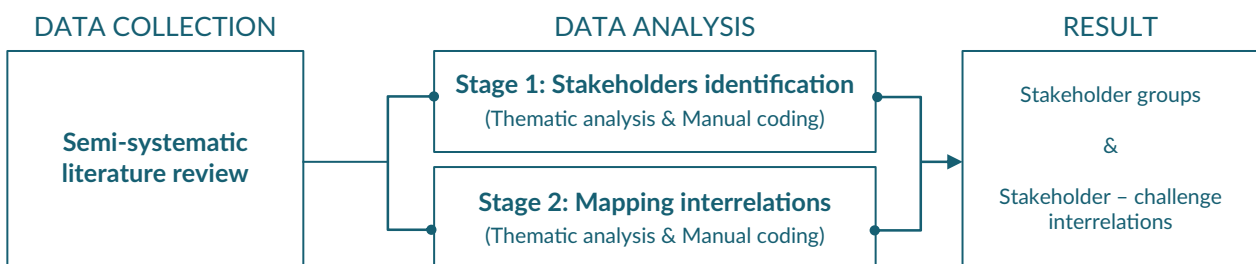 DATA COLLECTION
Semi-systematic
literature review
DATA ANALYSIS
Stage 1: Stakeholders identification
(Thematic analysis & Manual coding)
Stage 2: Mapping interrelations
(Thematic analysis & Manual coding)
RESULT
Stakeholder groups
&
Stakeholder – challenge
interrelations